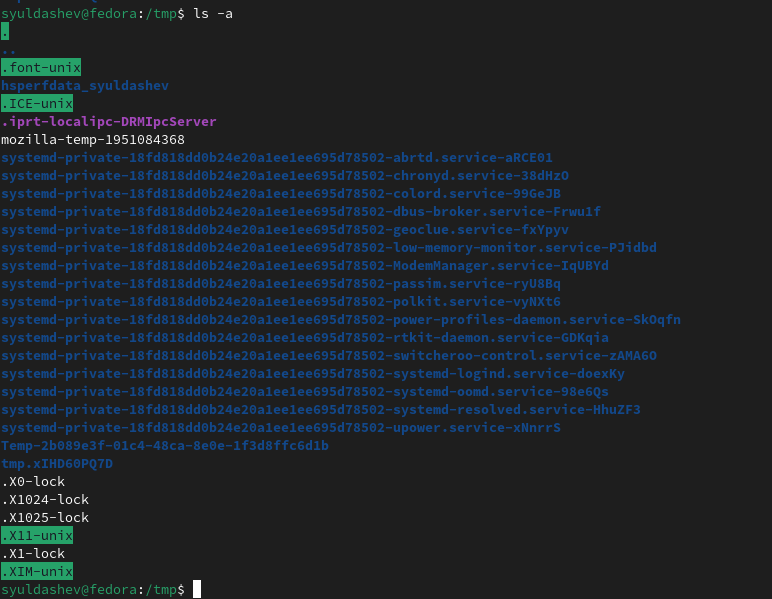 syuldashev@fedora:/tmp$ ls -a
.
..
.font-unix
hsperfdata_syuldashev
.ICE-unix
.iprt-localipc-DRMIpcServer
mozilla-temp-1951084368
systemd-private-18fd818dd0b24e20a1ee1ee695d78502-abrtd.service-aRCE01
systemd-private-18fd818dd0b24e20a1ee1ee695d78502-chronyd.service-38dHzO
systemd-private-18fd818dd0b24e20a1ee1ee695d78502-colord.service-99GeJB
systemd-private-18fd818dd0b24e20a1ee1ee695d78502-dbus-broker.service-Frwu1f
systemd-private-18fd818dd0b24e20a1ee1ee695d78502-geoclue.service-fxYpyv
systemd-private-18fd818dd0b24e20a1ee1ee695d78502-low-memory-monitor.service-PJidbd
systemd-private-18fd818dd0b24e20a1ee1ee695d78502-ModemManager.service-IqUBYd
systemd-private-18fd818dd0b24e20a1ee1ee695d78502-passim.service-ryU8Bq
systemd-private-18fd818dd0b24e20a1ee1ee695d78502-polkit.service-vyNXt6
systemd-private-18fd818dd0b24e20a1ee1ee695d78502-power-profiles-daemon.service-SkOqfn
systemd-private-18fd818dd0b24e20a1ee1ee695d78502-rtkit-daemon.service-GDKqia
systemd-private-18fd818dd0b24e20a1ee1ee695d78502-switcheroo-control.service-zAMA6O
systemd-private-18fd818dd0b24e20a1ee1ee695d78502-systemd-logind.service-doexKy
systemd-private-18fd818dd0b24e20a1ee1ee695d78502-systemd-oomd.service-98e6Qs
systemd-private-18fd818dd0b24e20a1ee1ee695d78502-systemd-resolved.service-HhuZF3
systemd-private-18fd818dd0b24e20a1ee1ee695d78502-upower.service-xNnrrS
Temp-2b089e3f-01c4-48ca-8e0e-1f3d8ffc6d1b
tmp.xIHD60PQ7D
.X0-lock
.X1024-lock
.X1025-lock
.X11-unix
.X1-lock
.XIM-unix
syuldashev@fedora:/tmp$